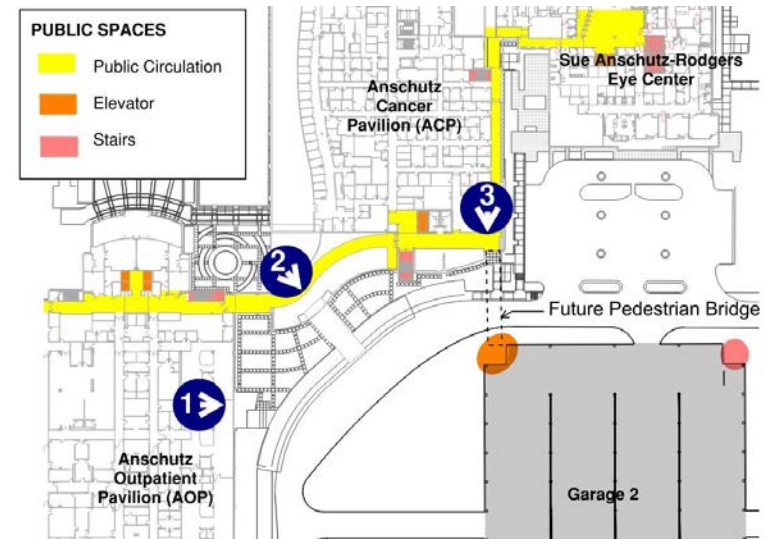 PUBLIC SPACES
Public Circulation
Elevator
Stairs
Anschutz
Cancer
Pavilion (ACP)
Sue Anschutz-Rodgers
Eye Center
3
2
Future Pedestrian Bridge
1
Anschutz
Outpatient
Pavilion (AOP)
Garage 2